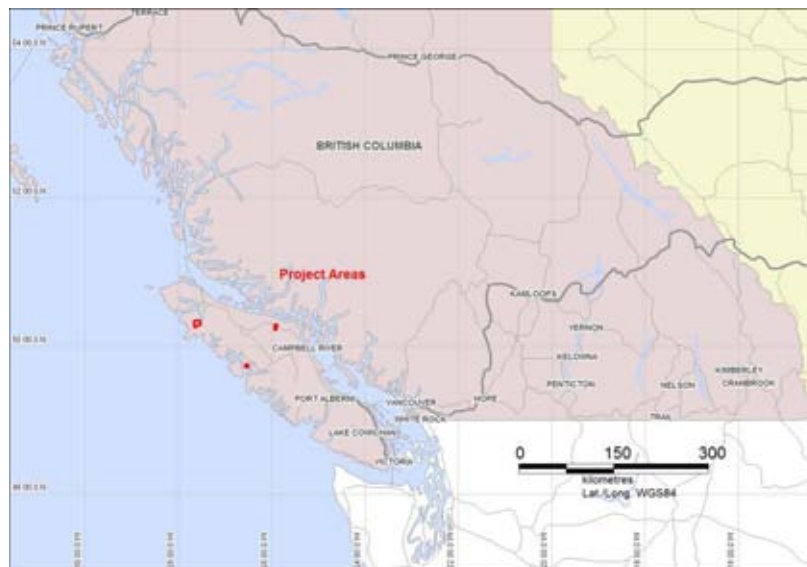 TERRACE
PRINCE RUPERT
PRINCE GEORGE
BRITISH COLUMBIA
Project Areas
KAMLOOPS
VERNON
CAMPBELL RIVER
KELOWNA
KIMBERLEY
PENTICTON
NELSON
CRANBROOK
PORT ALBERNI
VANCOUVER
HOPE
WHITE ROCK
TRAIL
LAKE COWICHAN
VICTORIA
0 150 300
kilometres
Lat./Long. WGS84